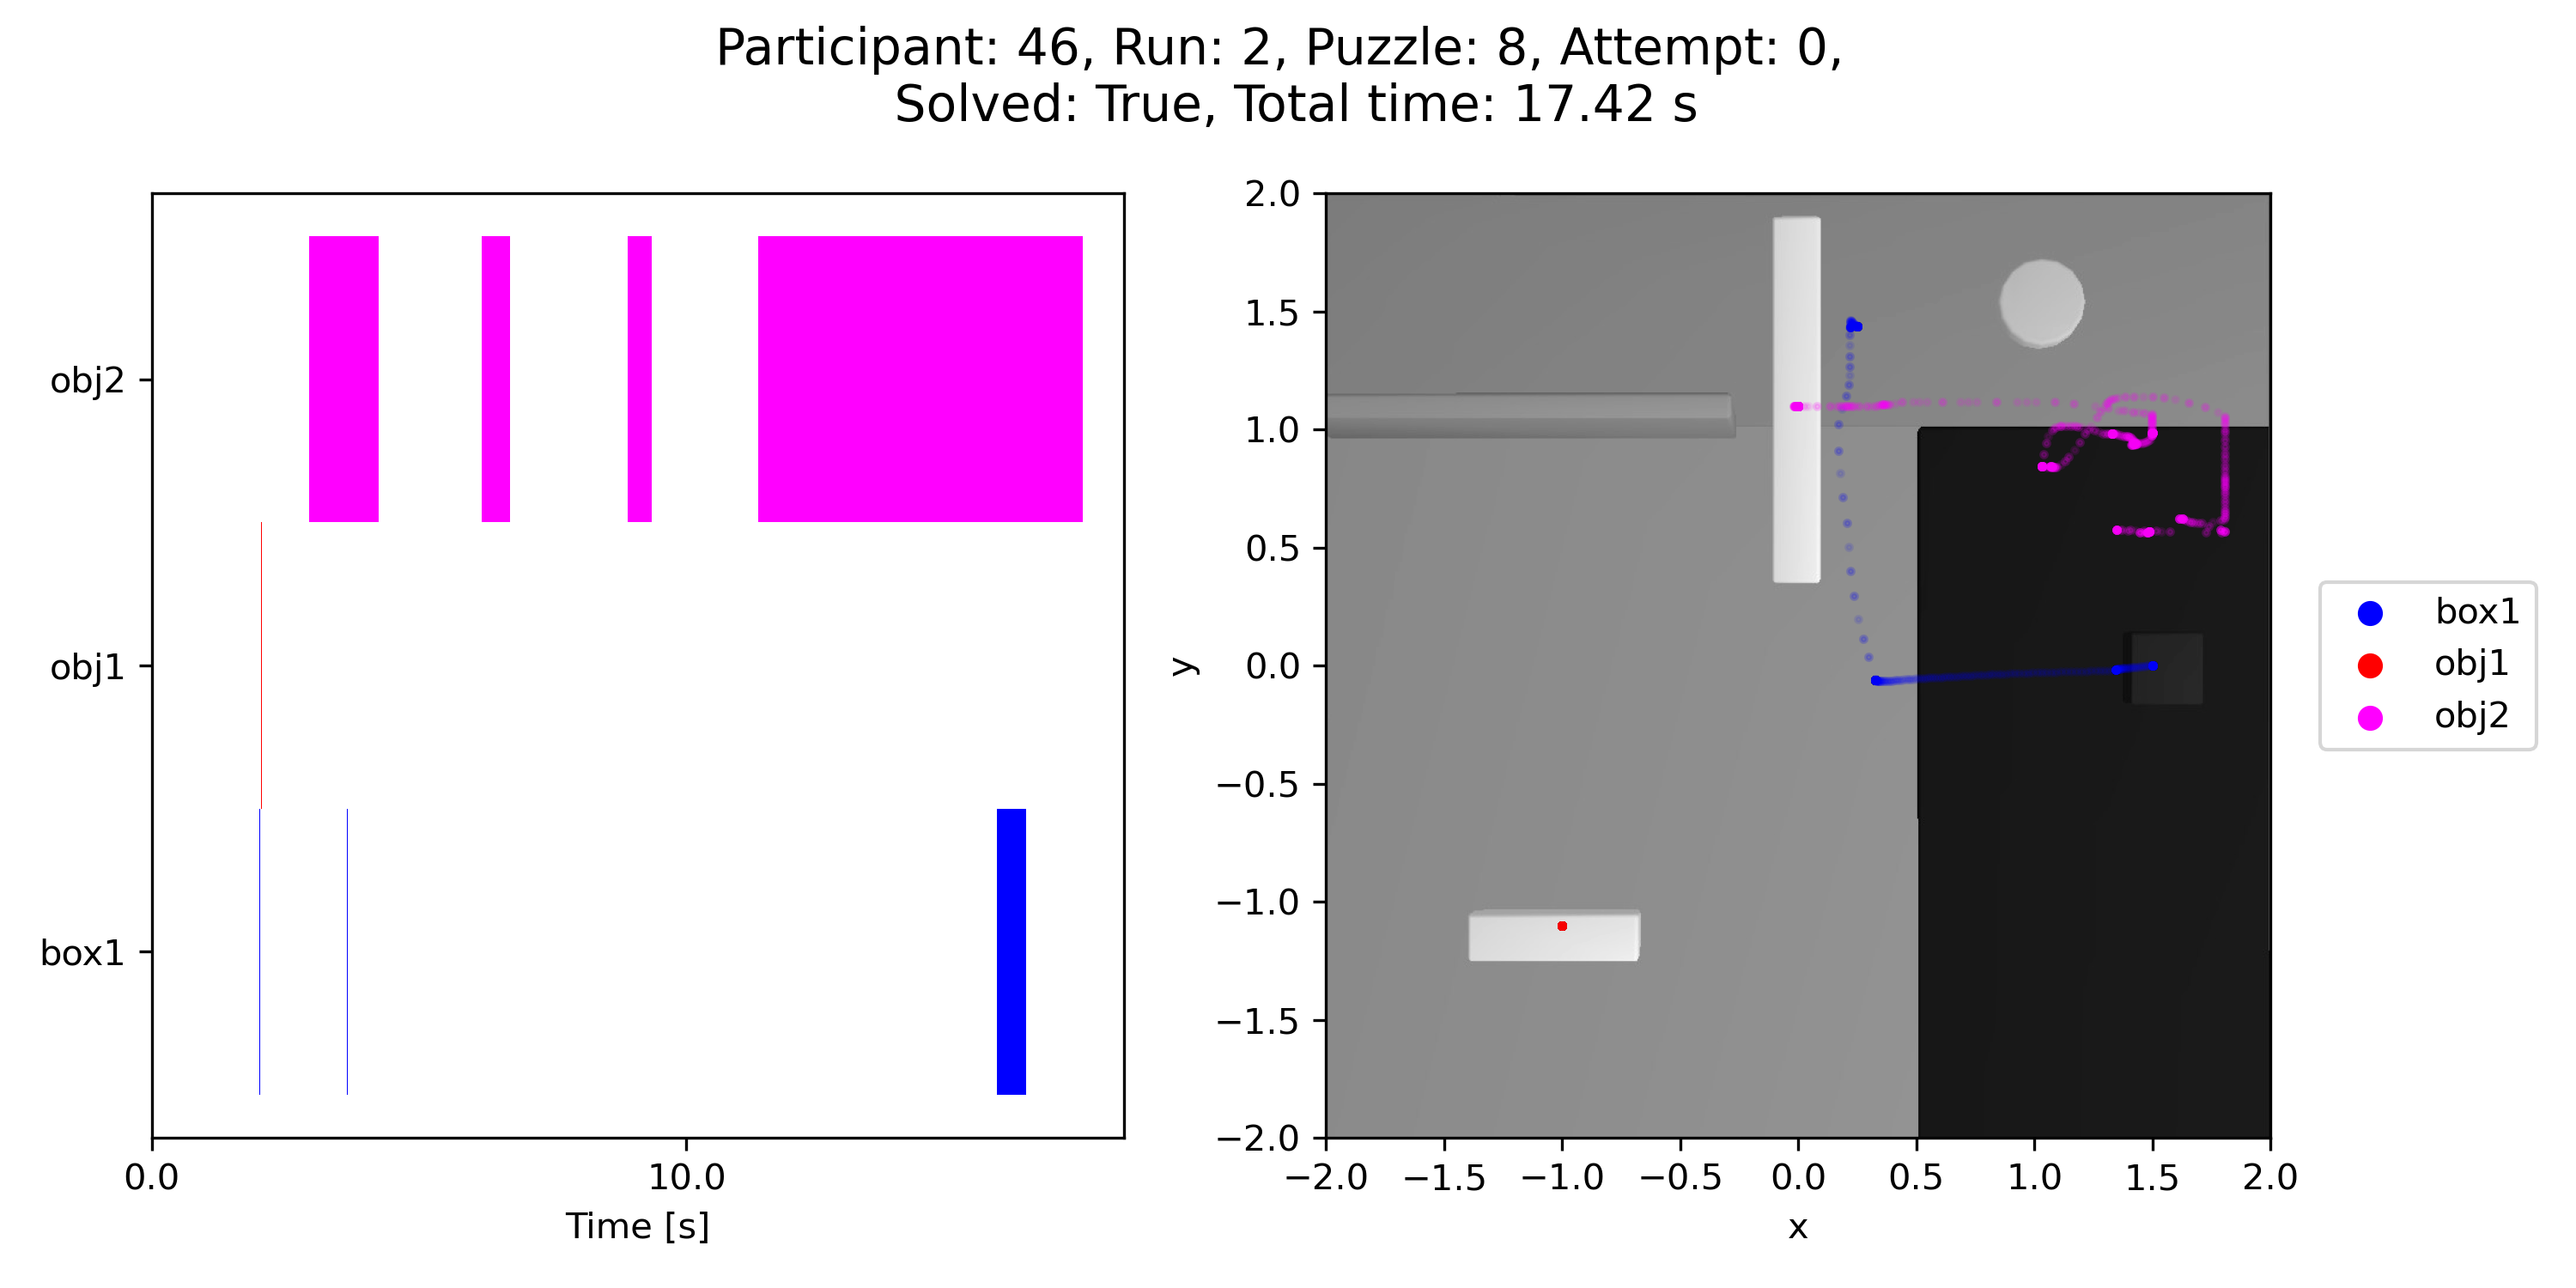 Participant: 46, Run: 2, Puzzle: 8, Attempt: 0,
Solved: True, Total time: 17.42 s
obj2
obj1
box1
0.0
10.0
Time [s]
2.0
1.5
1.0
0.5
0.0
−0.5
−1.0
−1.5
−2.0
y
−2.0
−1.5
−1.0
−0.5
0.0
0.5
1.0
1.5
2.0
x
box1
obj1
obj2